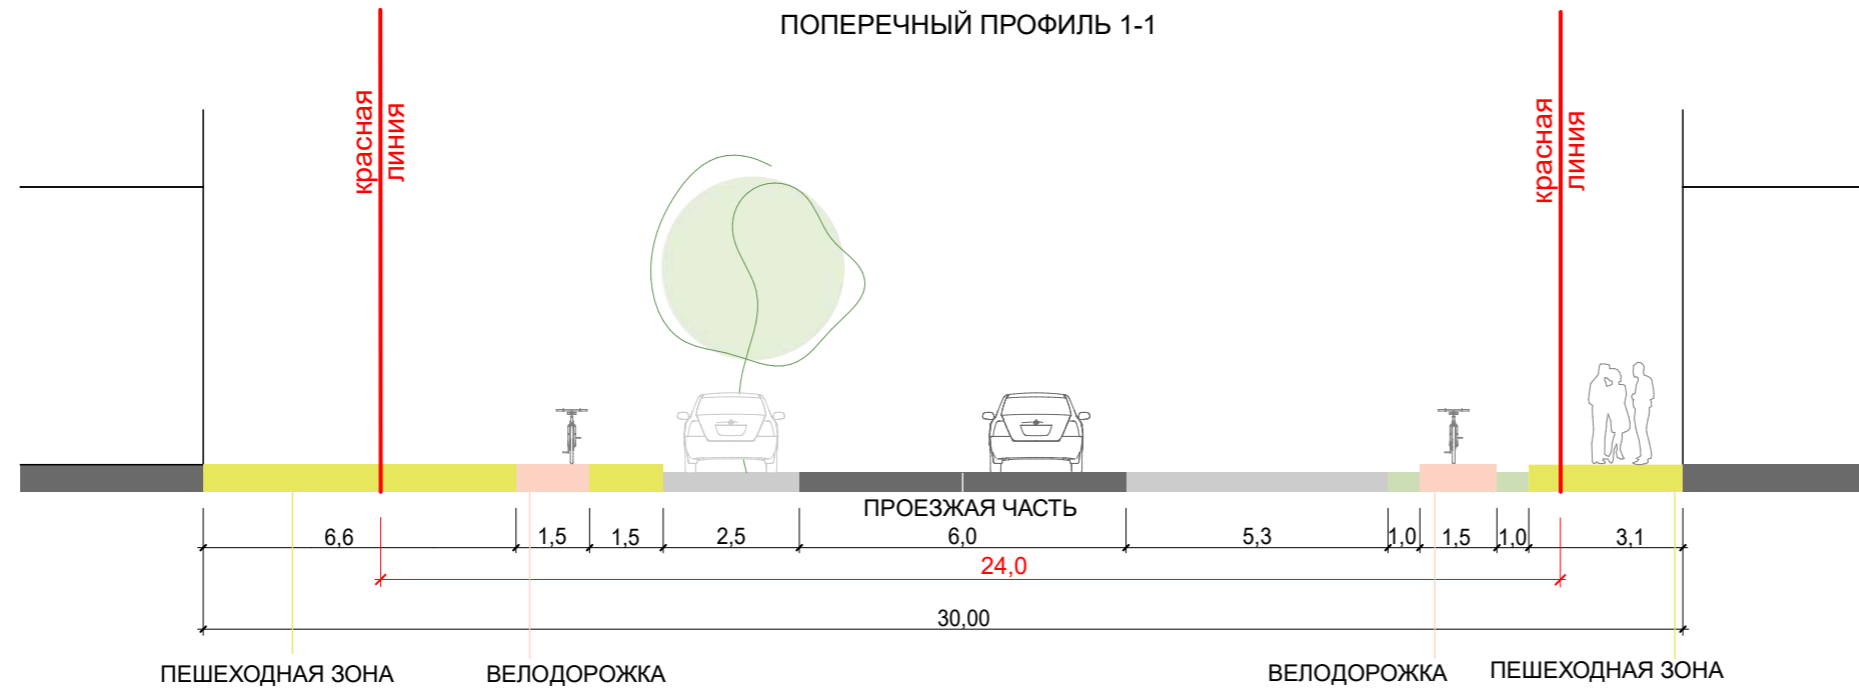 ПОПЕРЕЧНЫЙ ПРОФИЛЬ 1-1
красная
линия
красная
линия
ПРОЕЗЖАЯ ЧАСТЬ
6,6 1,5 1,5 2,5 6,0 5,3 1,0 1,5 1,0 3,1
24,0
30,00
ПЕШЕХОДНАЯ ЗОНА ВЕЛОДОРОЖКА ВЕЛОДОРОЖКА ПЕШЕХОДНАЯ ЗОНА